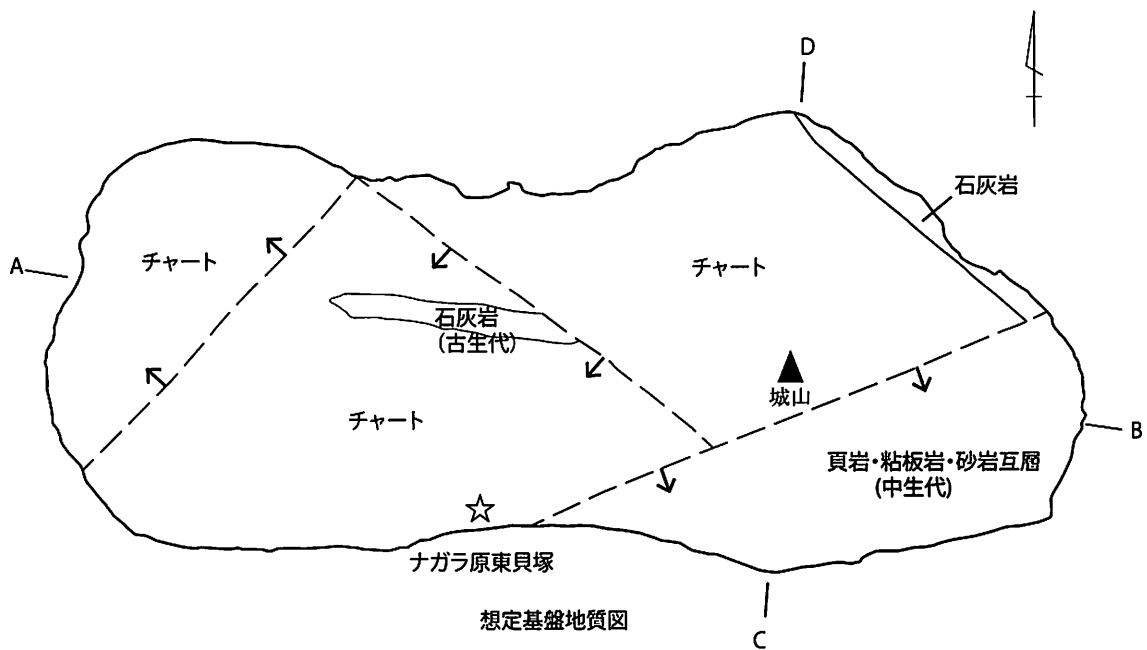 D
石灰岩
A
チャート
チャート
石灰岩
(古生代)
城山
チャート
B
頁岩・粘板岩・砂岩互層
(中生代)
ナガラ原東貝塚
想定基盤地質図
C